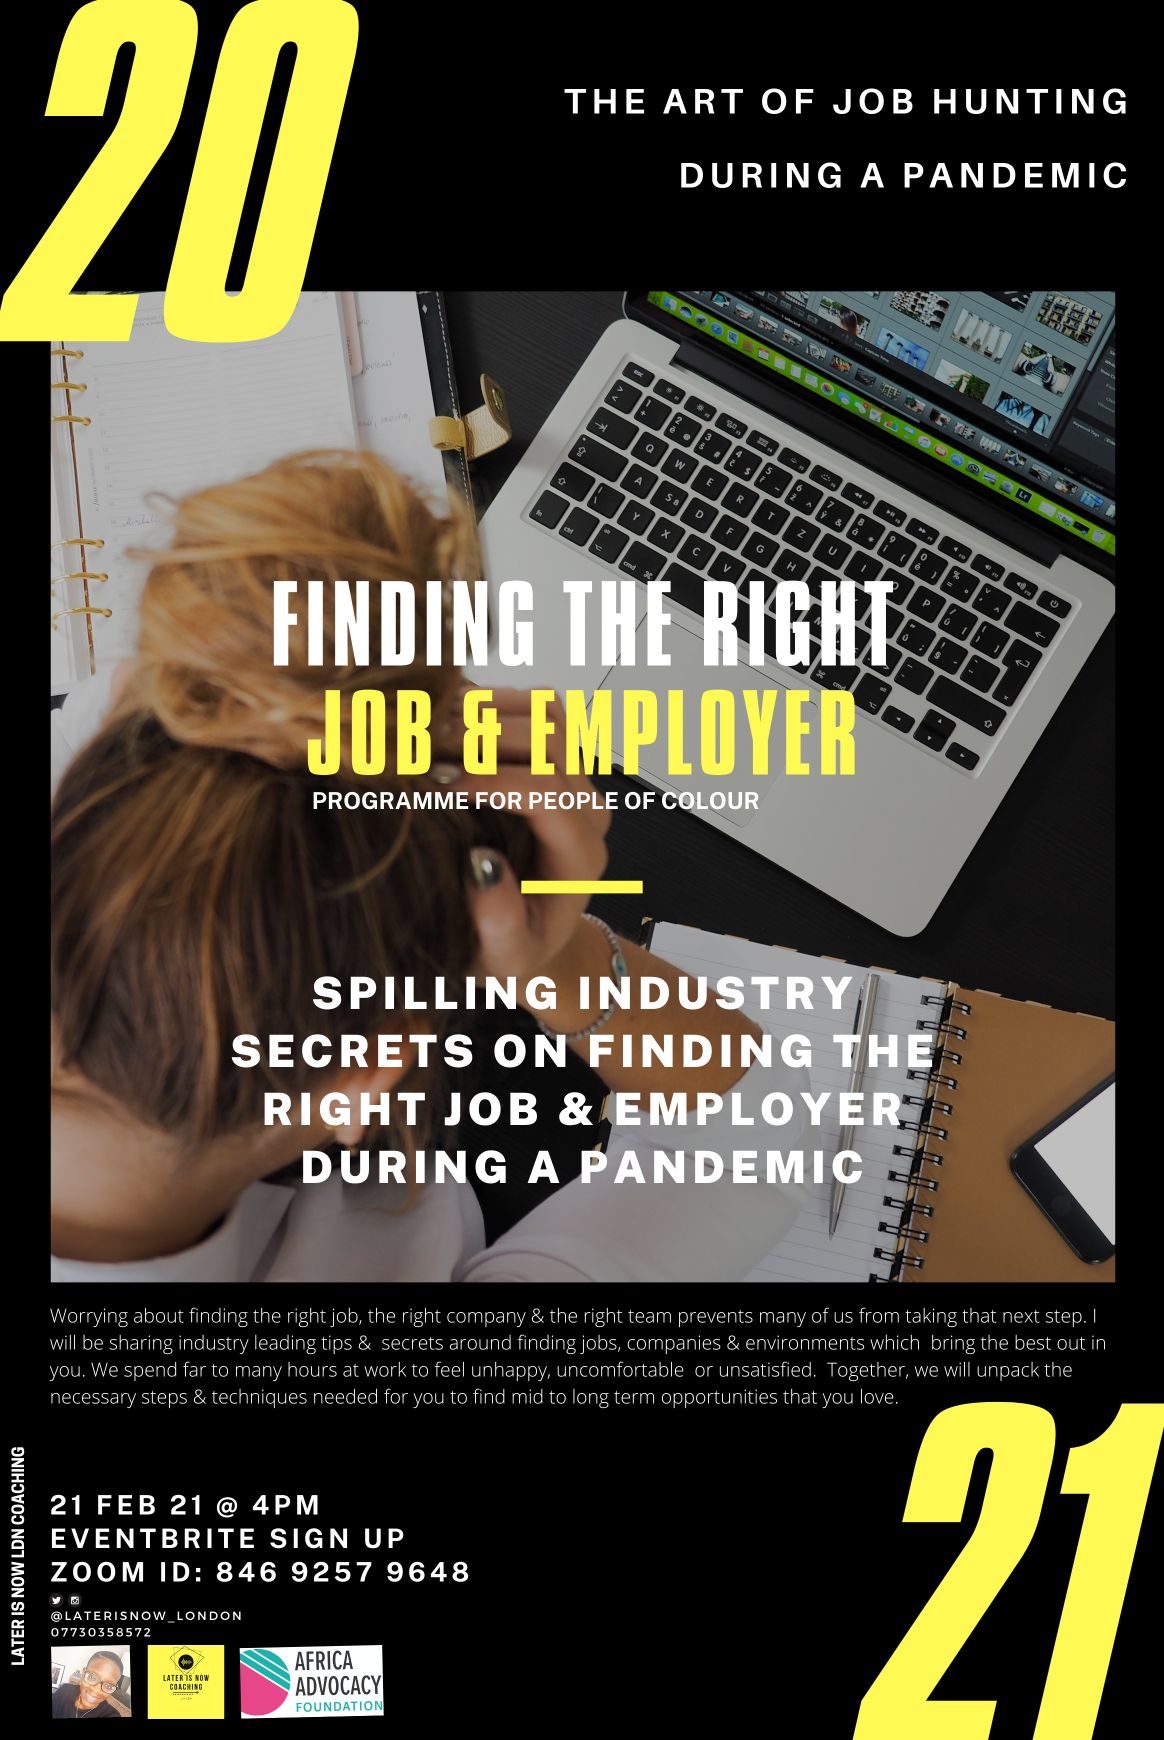 20
THE ART OF JOB HUNTING
DURING A PANDEMIC
FINDING THE RIGHT
JOB & EMPLOYER
PROGRAMME FOR PEOPLE OF COLOUR
SPILLING INDUSTRY
SECRETS ON FINDING THE
RIGHT JOB & EMPLOYER
DURING A PANDEMIC
Worrying about finding the right job, the right company & the right team prevents many of us from taking that next step. I
will be sharing industry leading tips &  secrets around finding jobs, companies & environments which  bring the best out in
you. We spend far to many hours at work to feel unhappy, uncomfortable  or unsatisfied.  Together, we will unpack the
necessary steps & techniques needed for you to find mid to long term opportunities that you love.
21
LATER IS NOW LDN COACHING
21 FEB 21 @ 4PM
EVENTBRITE SIGN UP
ZOOM ID: 846 9257 9648
@LATERISNOW_LONDON
07730358572
LATER IS NOW
COACHING
AFRICA
ADVOCACY
FOUNDATION